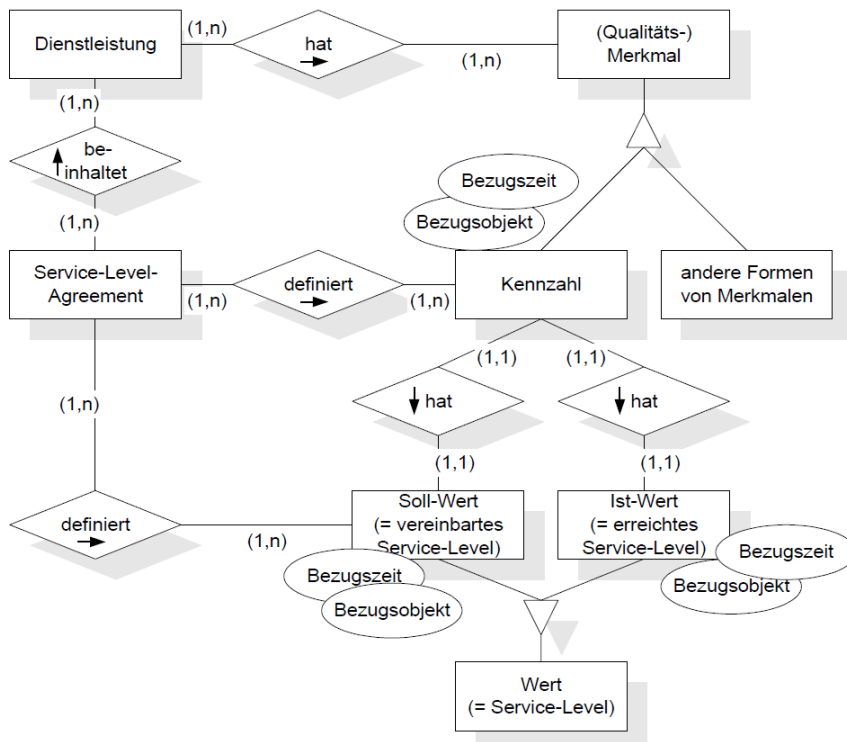 Dienstleistung
(1,n)
hat
(1,n)
(Qualitäts-)
Merkmal
(1,n)
be-
inhaltet
(1,n)
Bezugszeit
Bezugsobjekt
Service-Level-
Agreement
(1,n)
definiert
(1,n)
Kennzahl
andere Formen
von Merkmalen
(1,1)
(1,1)
(1,n)
hat
hat
(1,1)
(1,1)
definiert
(1,n)
Soll-Wert
(= vereinbartes
Service-Level)
Ist-Wert
(= erreichtes
Service-Level)
Bezugszeit
Bezugsobjekt
Bezugszeit
Bezugsobjekt
Wert
(= Service-Level)